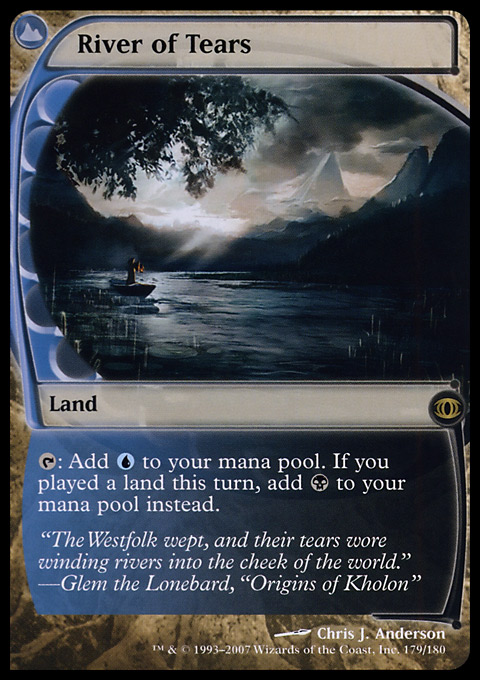 River of Tears
Land
: Add to your mana pool. If you
played a land this turn, add to your
mana pool instead.
“The Westfolk wept, and their tears wore
winding rivers into the cheek of the world.”
—Glem the Lonebard, “Origins of Kholon”
Chris J. Anderson
™ & © 1993–2007 Wizards of the Coast, Inc. 179/180